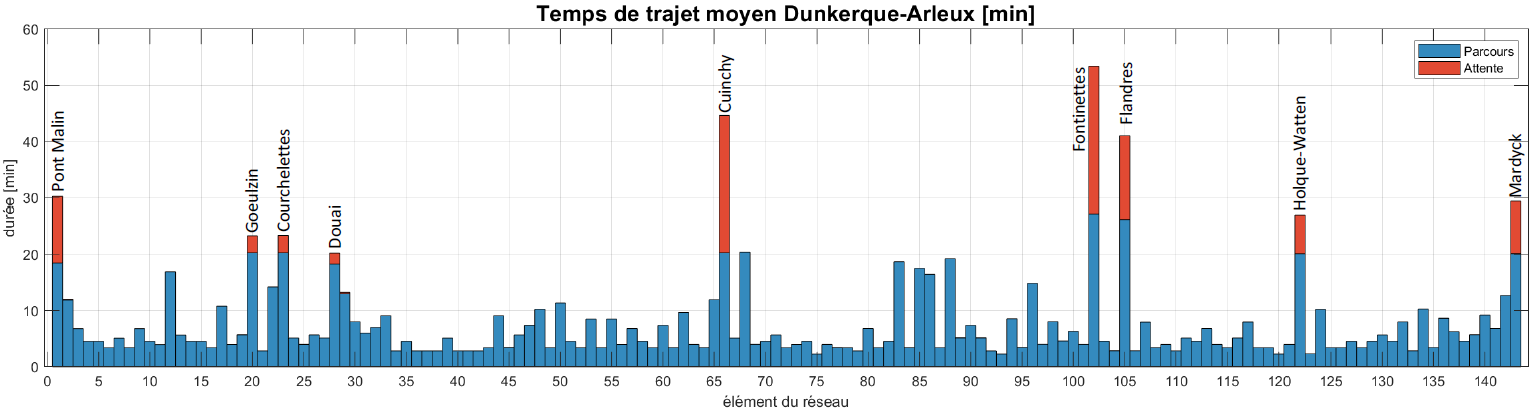 Temps de trajet moyen Dunkerque-Arleux [min]
60
50
40
30
20
10
0
durée [min]
Parcours
Attente
Pont Malin
Goeulzin
Courchelettes
Douai
Cuinchy
Fontinettes
Flandres
Holque-Watten
Mardyck
0 5 10 15 20 25 30 35 40 45 50 55 60 65 70 75 80 85 90 95 100 105 110 115 120 125 130 135 140
élément du réseau